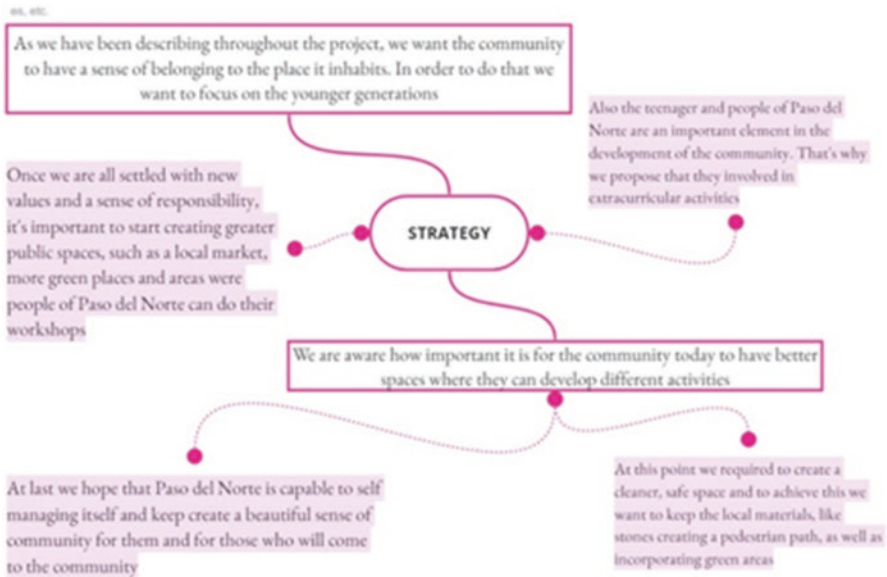 es, etc.
As we have been describing throughout the project, we want the community
to have a sense of belonging to the place it inhabits. In order to do that we
want to focus on the younger generations
Also the teenager and people of Paso del
Norte are an important element in the
development of the community. That's why
we propose that they involved in
extracurricular activities
Once we are all settled with new
values and a sense of responsibility,
it's important to start creating greater
public spaces, such as a local market,
more green places and areas were
people of Paso del Norte can do their
workshops
STRATEGY
We are aware how important it is for the community today to have better
spaces where they can develop different activities
At last we hope that Paso del Norte is capable to self
managing itself and keep create a beautiful sense of
community for them and for those who will come
to the community
At this point we required to create a
cleaner, safe space and to achieve this we
want to keep the local materials, like
stones creating a pedestrian path, as well as
incorporating green areas